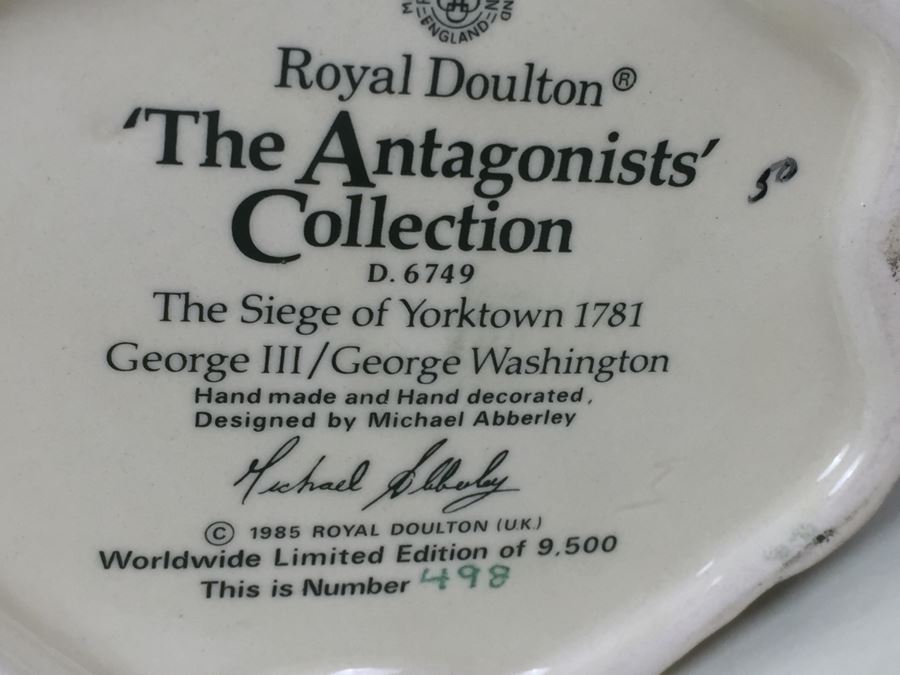 ENGLAND
Royal Doulton®
'The Antagonists'
Collection
50
D. 6749
The Siege of Yorktown 1781
George III/George Washington
Hand made and Hand decorated,
Designed by Michael Abberley
Michael Abberley
© 1985 ROYAL DOULTON (UK.)
Worldwide Limited Edition of 9,500
This is Number 498